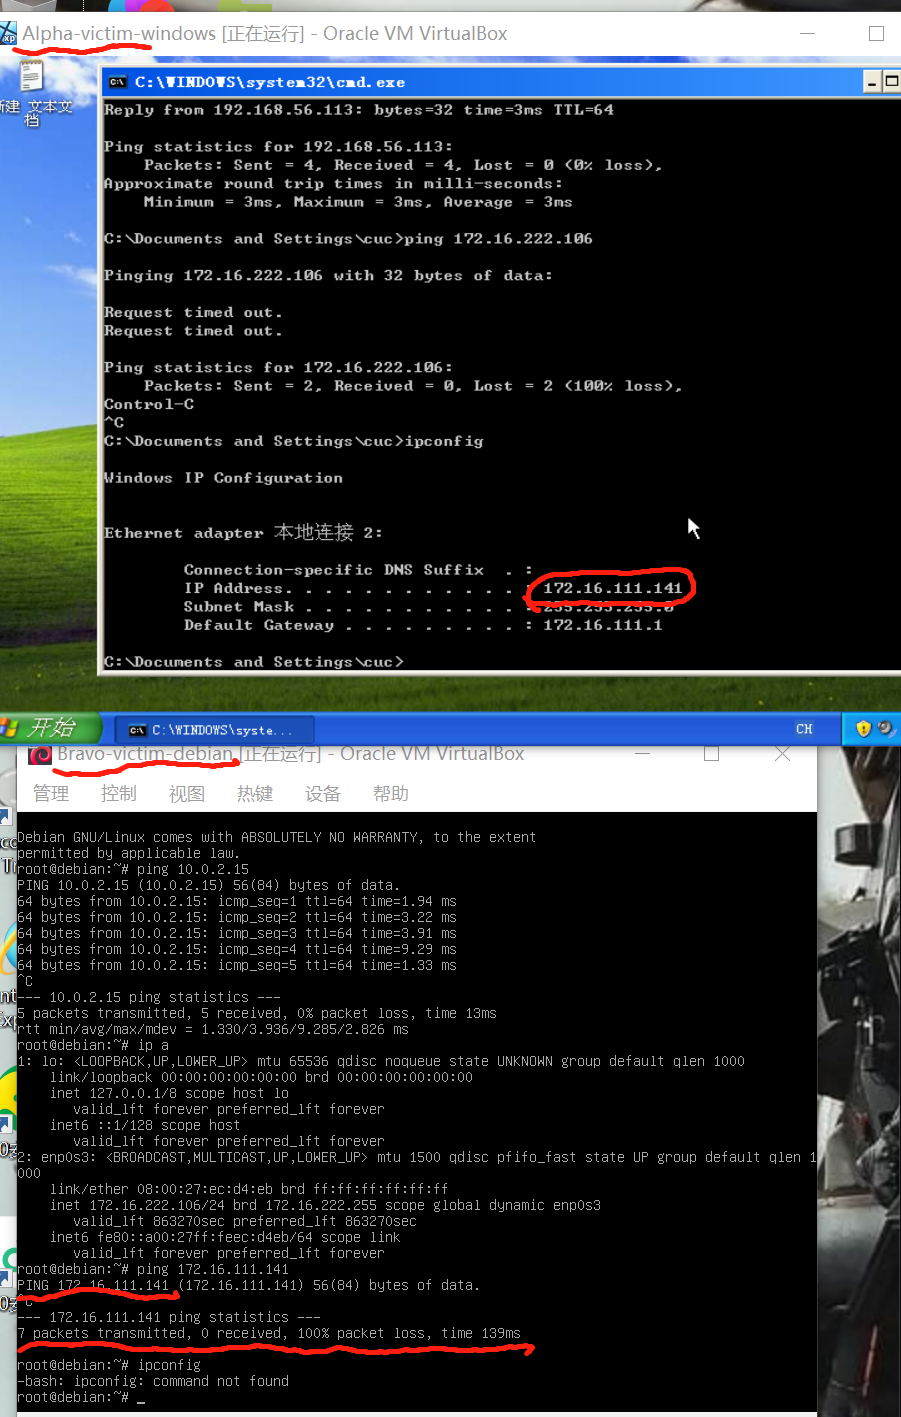 Alpha-victim-windows [正在运行] - Oracle VM VirtualBox
新建 文本文
档
C:\WINDOWS\system32\cmd.exe
Reply from 192.168.56.113: bytes=32 time=3ms TTL=64
Ping statistics for 192.168.56.113:
Packets: Sent = 4, Received = 4, Lost = 0 (0% loss),
Approximate round trip times in milli-seconds:
Minimum = 3ms, Maximum = 3ms, Average = 3ms
C:\Documents and Settings\cuc>ping 172.16.222.106
Pinging 172.16.222.106 with 32 bytes of data:
Request timed out.
Request timed out.
Ping statistics for 172.16.222.106:
Packets: Sent = 2, Received = 0, Lost = 2 (100% loss),
Control-C
^C
C:\Documents and Settings\cuc>ipconfig
Windows IP Configuration
Ethernet adapter 本地连接 2:
Connection-specific DNS Suffix . :
IP Address. . . . . . . . . . . . : 172.16.111.141
Subnet Mask . . . . . . . . . . . : 255.255.255.0
Default Gateway . . . . . . . . . : 172.16.111.1
C:\Documents and Settings\cuc>
开始
C:\WINDOWS\syste...
CH
Bravo-victim-debian [正在运行] - Oracle VM VirtualBox
管理 控制 视图 热键 设备 帮助
Debian GNU/Linux comes with ABSOLUTELY NO WARRANTY, to the extent
permitted by applicable law.
root@debian:~# ping 10.0.2.15
PING 10.0.2.15 (10.0.2.15) 56(84) bytes of data.
64 bytes from 10.0.2.15: icmp_seq=1 ttl=64 time=1.94 ms
64 bytes from 10.0.2.15: icmp_seq=2 ttl=64 time=3.22 ms
64 bytes from 10.0.2.15: icmp_seq=3 ttl=64 time=3.91 ms
64 bytes from 10.0.2.15: icmp_seq=4 ttl=64 time=9.29 ms
64 bytes from 10.0.2.15: icmp_seq=5 ttl=64 time=1.33 ms
^C
--- 10.0.2.15 ping statistics ---
5 packets transmitted, 5 received, 0% packet loss, time 13ms
rtt min/avg/max/mdev = 1.330/3.936/9.285/2.826 ms
root@debian:~# ip a
1: lo: <LOOPBACK,UP,LOWER_UP> mtu 65536 qdisc noqueue state UNKNOWN group default qlen 1000
link/loopback 00:00:00:00:00:00 brd 00:00:00:00:00:00
inet 127.0.0.1/8 scope host lo
valid_lft forever preferred_lft forever
inet6 ::1/128 scope host
valid_lft forever preferred_lft forever
2: enp0s3: <BROADCAST,MULTICAST,UP,LOWER_UP> mtu 1500 qdisc pfifo_fast state UP group default qlen 1
000
link/ether 08:00:27:ec:d4:eb brd ff:ff:ff:ff:ff:ff
inet 172.16.222.106/24 brd 172.16.222.255 scope global dynamic enp0s3
valid_lft 863270sec preferred_lft 863270sec
inet6 fe80::a00:27ff:feec:d4eb/64 scope link
valid_lft forever preferred_lft forever
root@debian:~# ping 172.16.111.141
PING 172.16.111.141 (172.16.111.141) 56(84) bytes of data.
^C
--- 172.16.111.141 ping statistics ---
7 packets transmitted, 0 received, 100% packet loss, time 139ms
root@debian:~# ipconfig
-bash: ipconfig: command not found
root@debian:~# _